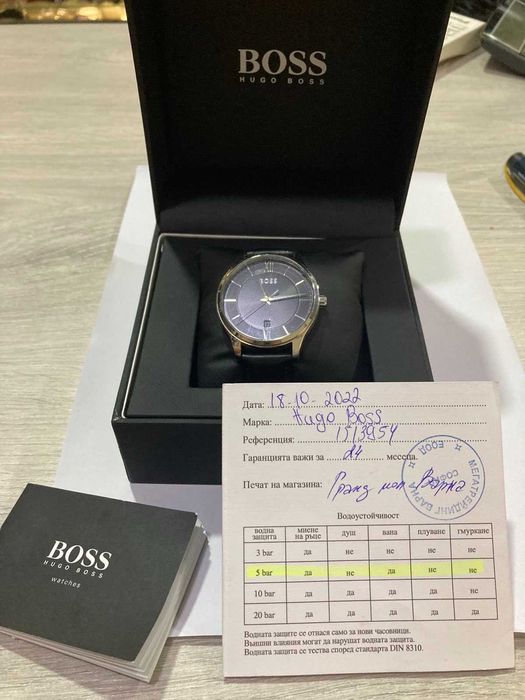 BOSS
HUGO BOSS
BOSS
Дата: 18.10.2022
Марка: Hugo Boss
Референция: 1513954
Гаранцията важи за 24 месеца.
Печат на магазина: Гранд мол Варна
МЕГАТРЕЙДИНГ ВАРНА ЕООД
Водоустойчивост
водна защита миене на ръце душ вана плуване гмуркане
3 bar да не не не не
5 bar да не да не не
10 bar да да да да не
20 bar да да да да да
Водната защите се отнася само за нови часовници.
Външни влияния могат да нарушат водната защита.
Водната защита се тества според стандарта DIN 8310.
BOSS
HUGO BOSS
watches